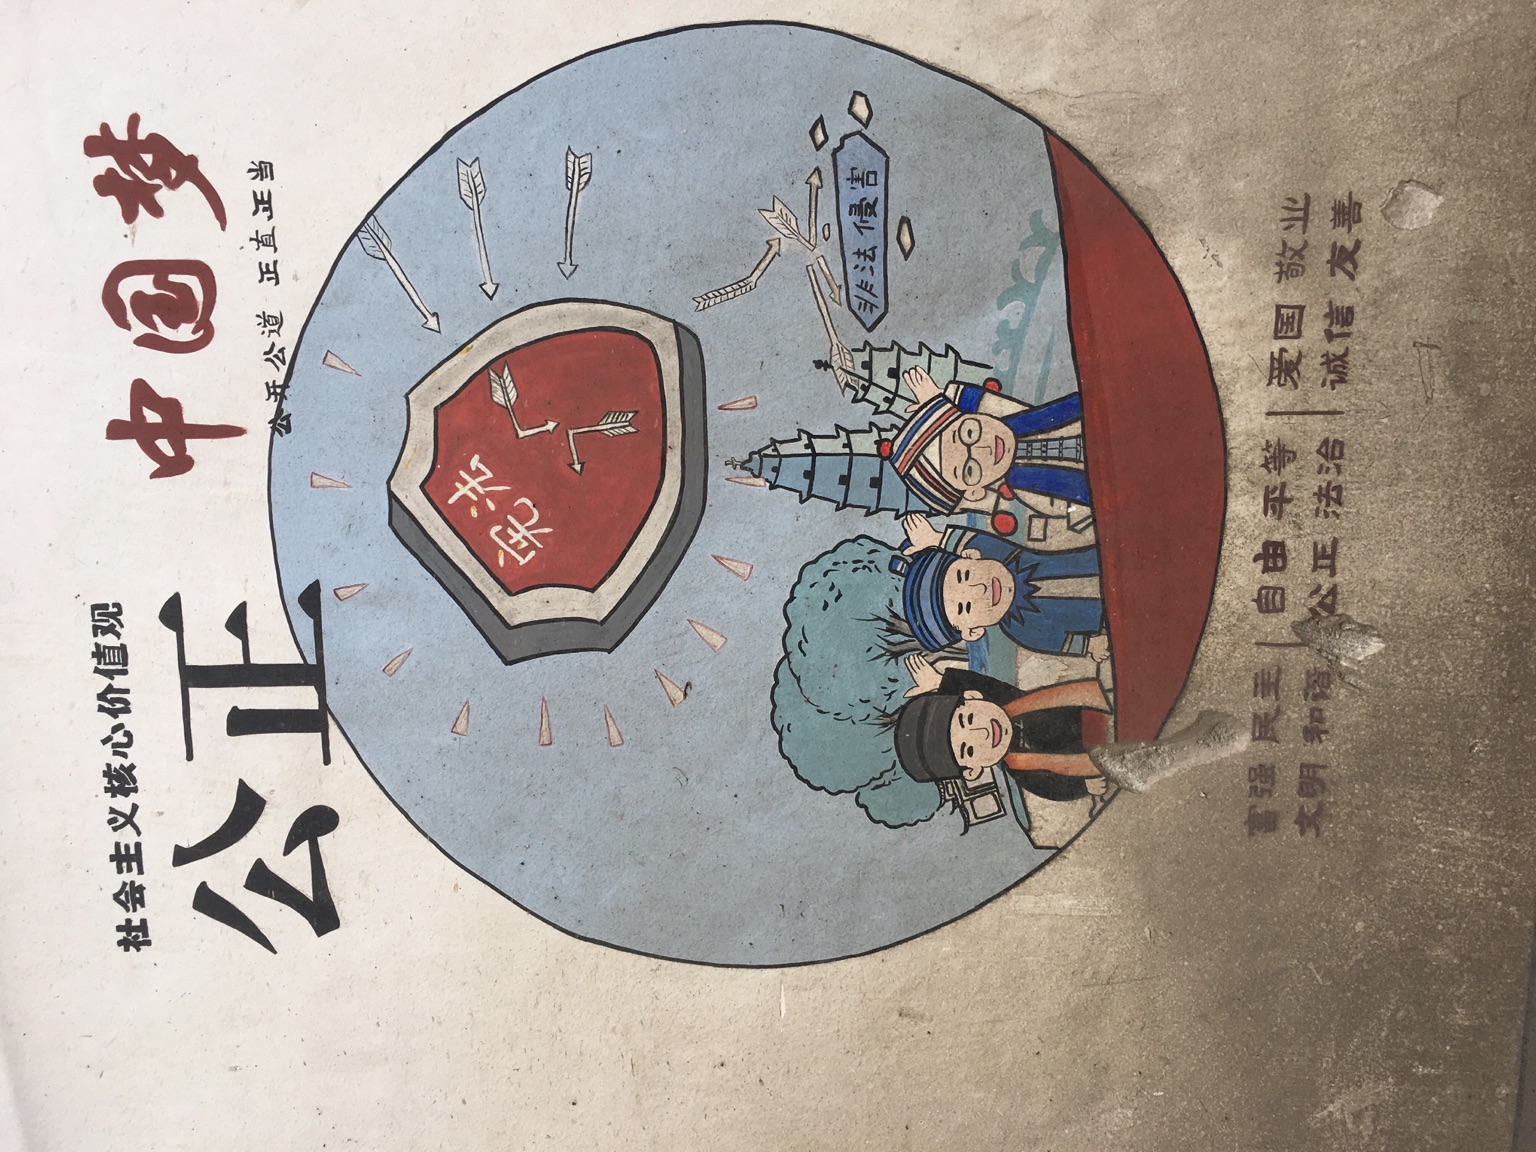 社会主义核心价值观
公正
中国梦
公开公道 正直正当
宪法
非法侵害
富强 民主 | 自由 平等 | 爱国 敬业
文明 和谐 | 公正 法治 | 诚信 友善